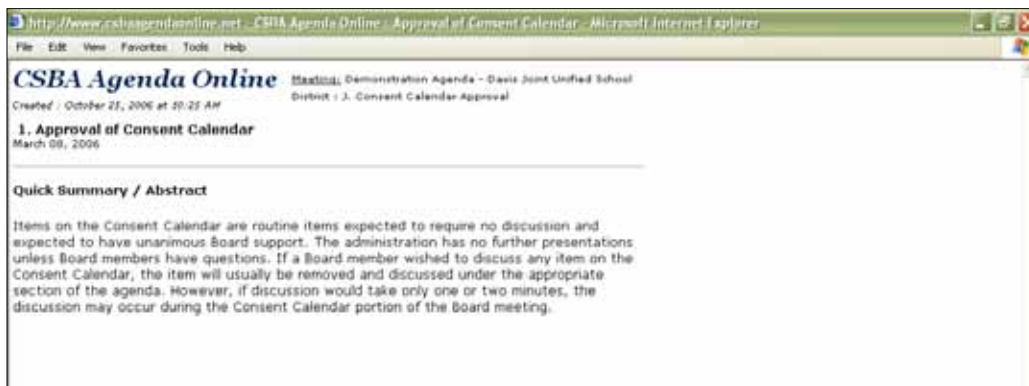 http://www.csbaagendaonline.net - CSBA Agenda Online : Approval of Consent Calendar - Microsoft Internet Explorer
File Edit View Favorites Tools Help
CSBA Agenda Online
Meeting: Demonstration Agenda - Davis Joint Unified School
District : J. Consent Calendar Approval
Created : October 25, 2006 at 10:25 AM
1. Approval of Consent Calendar
March 08, 2006
Quick Summary / Abstract
Items on the Consent Calendar are routine items expected to require no discussion and
expected to have unanimous Board support. The administration has no further presentations
unless Board members have questions. If a Board member wished to discuss any item on the
Consent Calendar, the item will usually be removed and discussed under the appropriate
section of the agenda. However, if discussion would take only one or two minutes, the
discussion may occur during the Consent Calendar portion of the Board meeting.